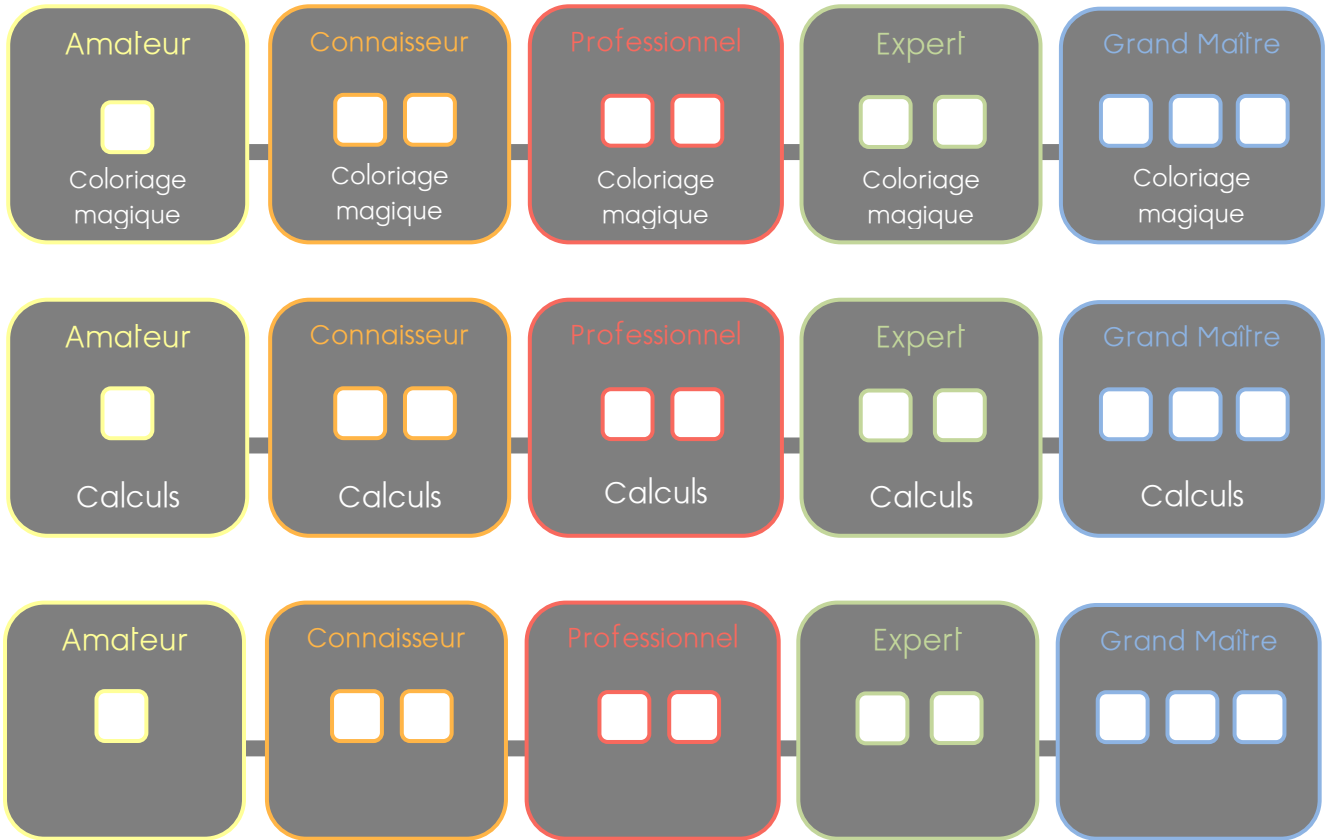 Amateur
Connaisseur
Professionnel
Expert
Grand Maître
Coloriage
magique
Coloriage
magique
Coloriage
magique
Coloriage
magique
Coloriage
magique
Amateur
Connaisseur
Professionnel
Expert
Grand Maître
Calculs
Calculs
Calculs
Calculs
Calculs
Amateur
Connaisseur
Professionnel
Expert
Grand Maître